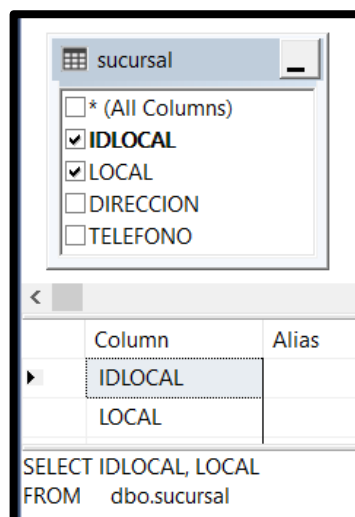 sucursal
* (All Columns)
IDLOCAL
LOCAL
DIRECCION
TELEFONO
Column Alias
IDLOCAL
LOCAL
SELECT IDLOCAL, LOCAL
FROM dbo.sucursal